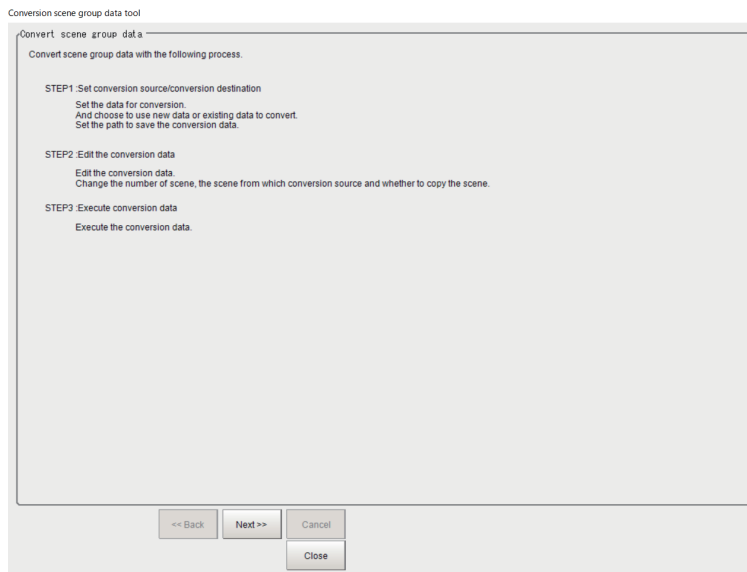 Conversion scene group data tool
Convert scene group data
Convert scene group data with the following process.
STEP1 :Set conversion source/conversion destination
Set the data for conversion.
And choose to use new data or existing data to convert.
Set the path to save the conversion data.
STEP2 :Edit the conversion data
Edit the conversion data.
Change the number of scene, the scene from which conversion source and whether to copy the scene.
STEP3 :Execute conversion data
Execute the conversion data.
<< Back Next >> Cancel
Close